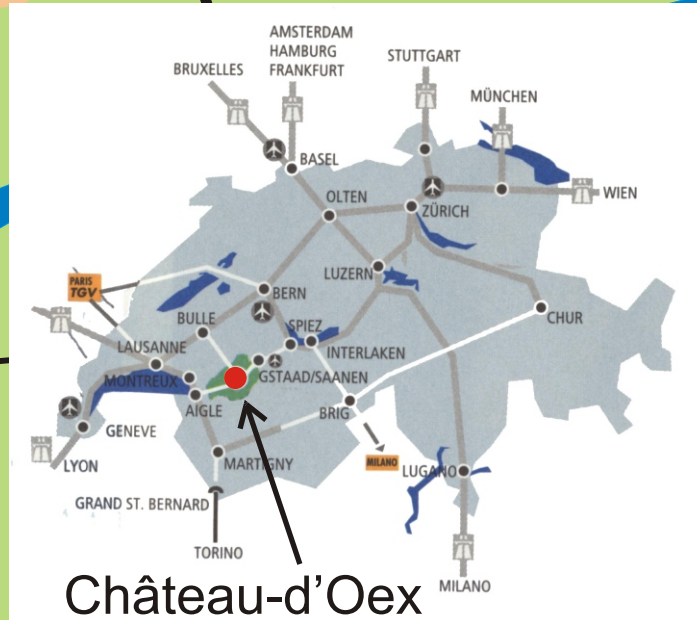 AMSTERDAM
HAMBURG
FRANKFURT
STUTTGART
BRUXELLES
MÜNCHEN
BASEL
WIEN
OLTEN
ZÜRICH
LUZERN
PARIS
TGV
BERN
CHUR
BULLE
SPIEZ
LAUSANNE
INTERLAKEN
MONTREUX
GSTAAD/SAANEN
AIGLE
BRIG
GENEVE
MILANO
LYON
MARTIGNY
LUGANO
GRAND ST. BERNARD
TORINO
MILANO
Château-d'Oex